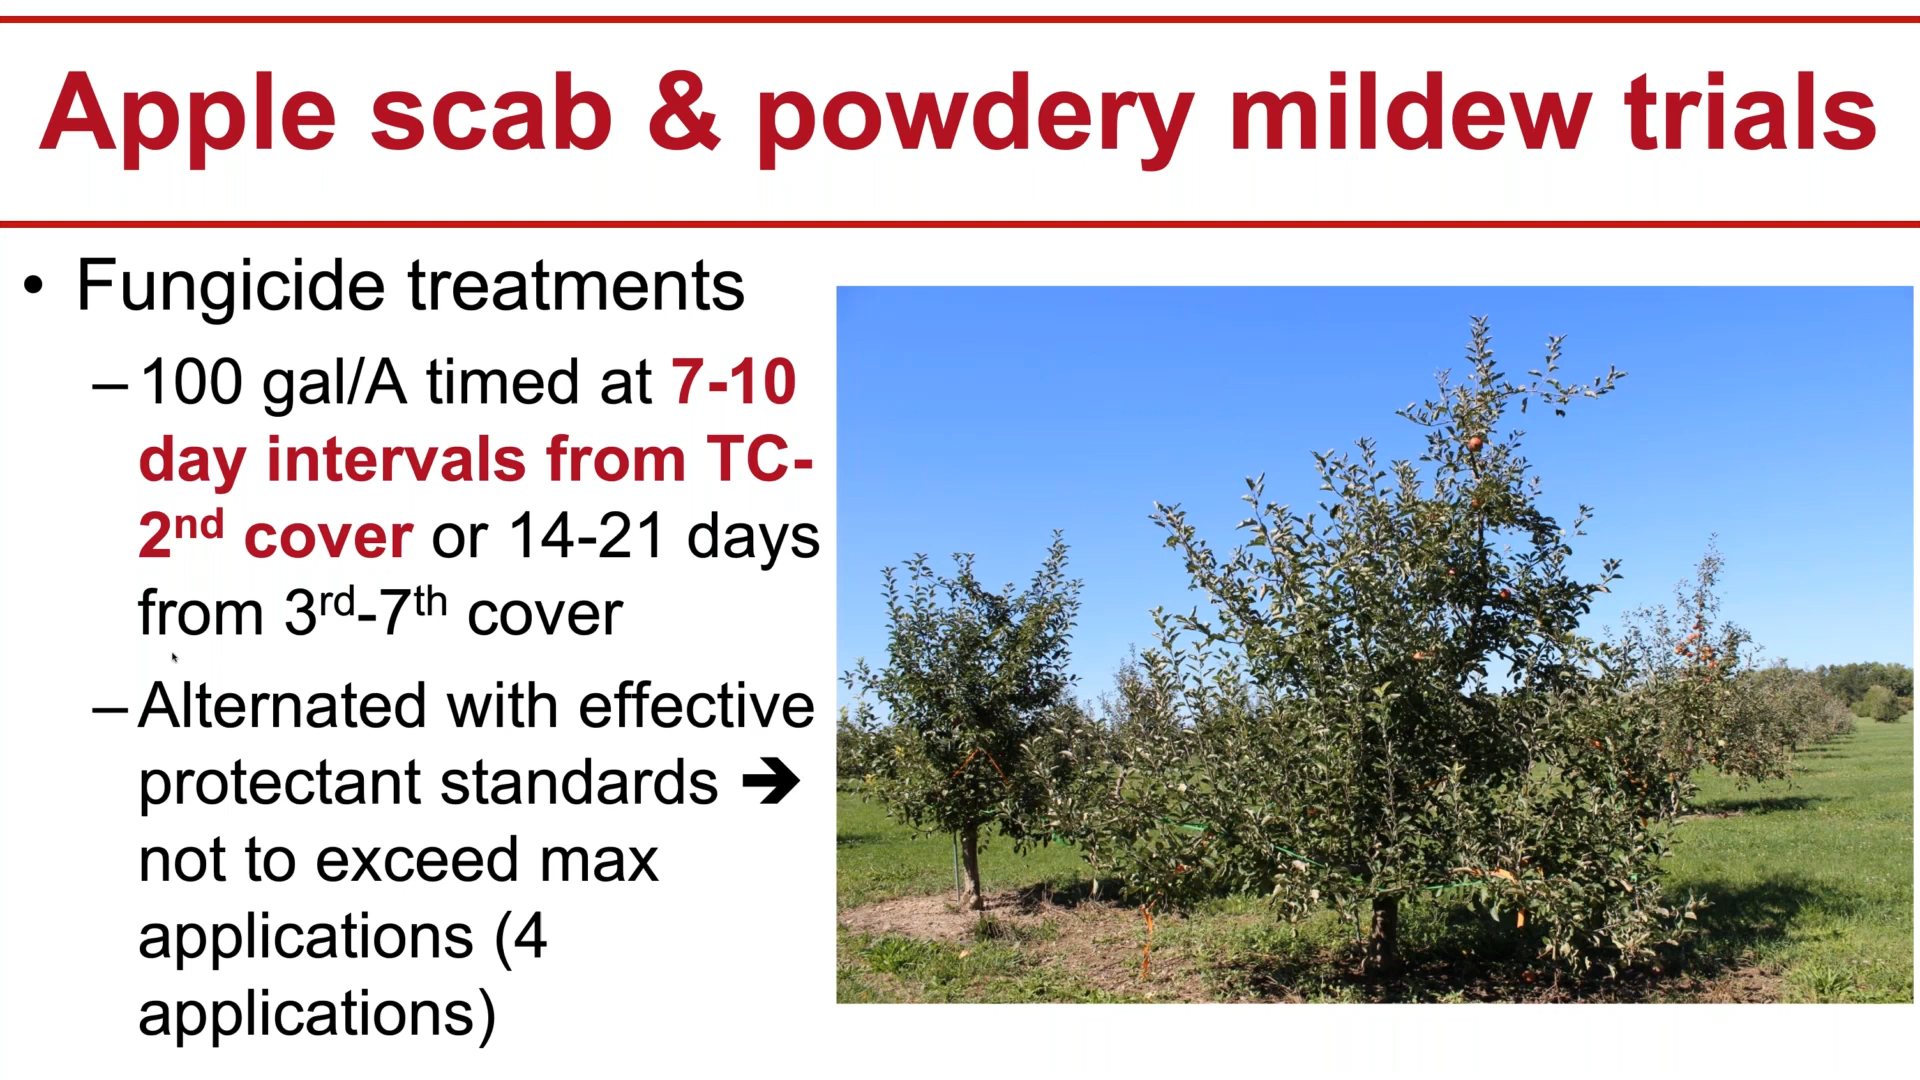 Apple scab & powdery mildew trials
• Fungicide treatments
–100 gal/A timed at 7-10
day intervals from TC-
2nd cover or 14-21 days
from 3rd-7th cover
–Alternated with effective
protectant standards ➔
not to exceed max
applications (4
applications)